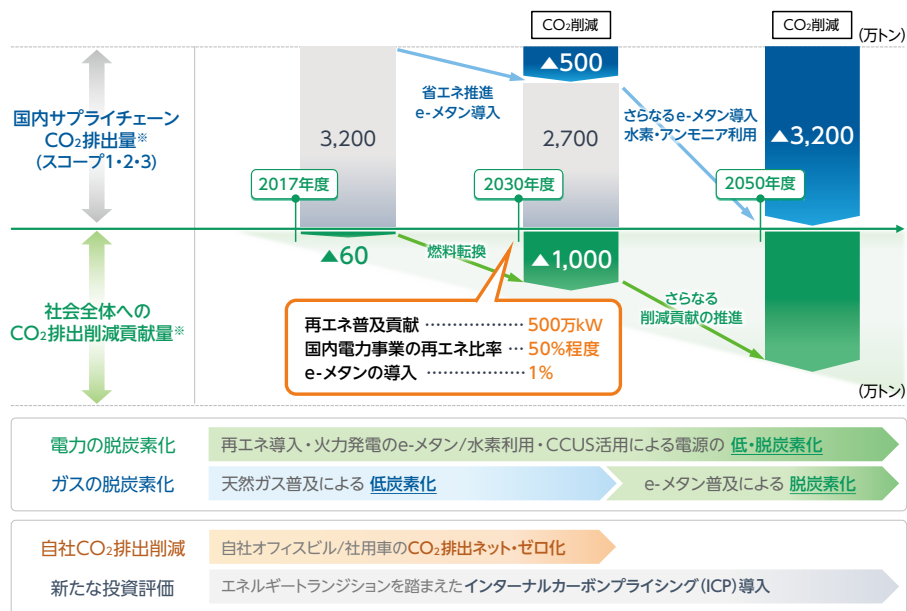 CO₂削減
CO₂削減
(万トン)
国内サプライチェーン
CO₂排出量※
(スコープ1・2・3)
3,200
省エネ推進
e-メタン導入
▲500
2,700
さらなるe-メタン導入
水素・アンモニア利用
▲3,200
2017年度
2030年度
2050年度
社会全体への
CO₂排出削減貢献量※
▲60
燃料転換
▲1,000
さらなる
削減貢献の推進
再エネ普及貢献 ……………… 500万kW
国内電力事業の再エネ比率 … 50%程度
e-メタンの導入 ……………… 1%
(万トン)
電力の脱炭素化
再エネ導入・火力発電のe-メタン/水素利用・CCUS活用による電源の 低・脱炭素化
ガスの脱炭素化
天然ガス普及による 低炭素化
e-メタン普及による 脱炭素化
自社CO₂排出削減
自社オフィスビル/社用車のCO₂排出ネット・ゼロ化
新たな投資評価
エネルギートランジションを踏まえたインターナルカーボンプライシング(ICP)導入